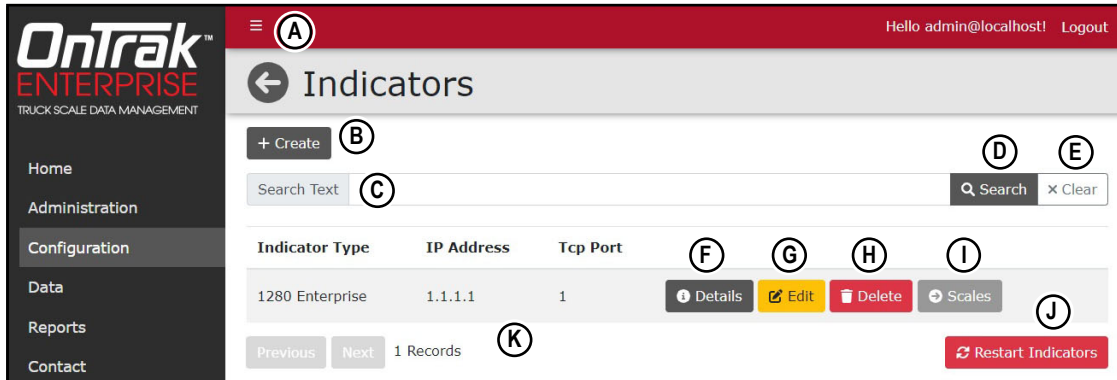 OnTrak™
ENTERPRISE
TRUCK SCALE DATA MANAGEMENT
Home
Administration
Configuration
Data
Reports
Contact
A
Hello admin@localhost! Logout
Indicators
+ Create B
Search Text C
D E
Search × Clear
Indicator Type IP Address Tcp Port
F G H I
1280 Enterprise 1.1.1.1 1 Details Edit Delete Scales
J
Previous Next 1 Records K Restart Indicators